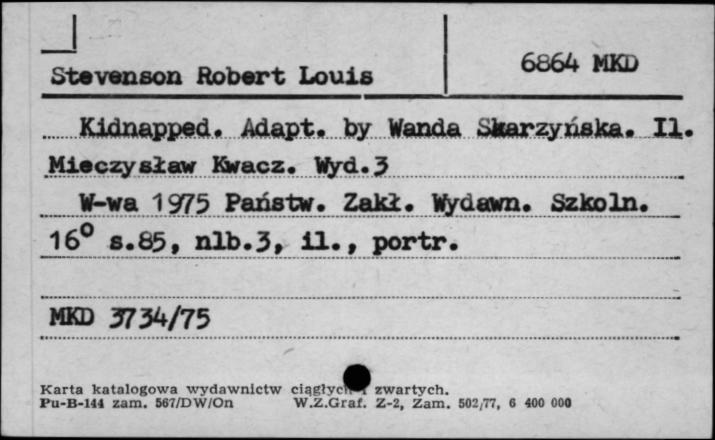 Stevenson Robert Louis
6864 MKD
Kidnapped. Adapt. by Wanda Skarzyńska. Il.
Mieczysław Kwacz. Wyd.3
W-wa 1975 Państw. Zakł. Wydawn. Szkoln.
16° s.85, nlb.3, il., portr.
MKD 3734/75
Karta katalogowa wydawnictw ciągłych i zwartych.
Pu-B-144 zam. 567/DW/On W.Z.Graf. Z-2, Zam. 502/77, 6 400 000